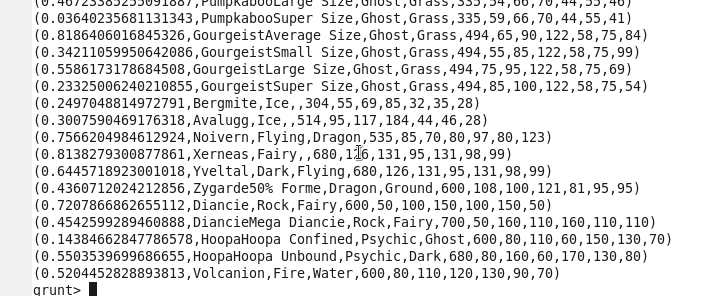 (0.46723385255091887,PumpkabooLarge Size,Ghost,Grass,335,54,66,70,44,55,46)
(0.03640235681131343,PumpkabooSuper Size,Ghost,Grass,335,59,66,70,44,55,41)
(0.8186406016845326,GourgeistAverage Size,Ghost,Grass,494,65,90,122,58,75,84)
(0.34211059950642086,GourgeistSmall Size,Ghost,Grass,494,55,85,122,58,75,99)
(0.5586173178684508,GourgeistLarge Size,Ghost,Grass,494,75,95,122,58,75,69)
(0.23325006240210855,GourgeistSuper Size,Ghost,Grass,494,85,100,122,58,75,54)
(0.2497048814972791,Bergmite,Ice,,304,55,69,85,32,35,28)
(0.3007590469176318,Avalugg,Ice,,514,95,117,184,44,46,28)
(0.7566204984612924,Noivern,Flying,Dragon,535,85,70,80,97,80,123)
(0.8138279300877861,Xerneas,Fairy,,680,126,131,95,131,98,99)
(0.6445718923001018,Yveltal,Dark,Flying,680,126,131,95,131,98,99)
(0.4360712024212856,Zygarde50% Forme,Dragon,Ground,600,108,100,121,81,95,95)
(0.7207866862655112,Diancie,Rock,Fairy,600,50,100,150,100,150,50)
(0.4542599289460888,DiancieMega Diancie,Rock,Fairy,700,50,160,110,160,110,110)
(0.14384662847786578,HoopaHoopa Confined,Psychic,Ghost,600,80,110,60,150,130,70)
(0.5503539699686655,HoopaHoopa Unbound,Psychic,Dark,680,80,160,60,170,130,80)
(0.5204452828893813,Volcanion,Fire,Water,600,80,110,120,130,90,70)
grunt>